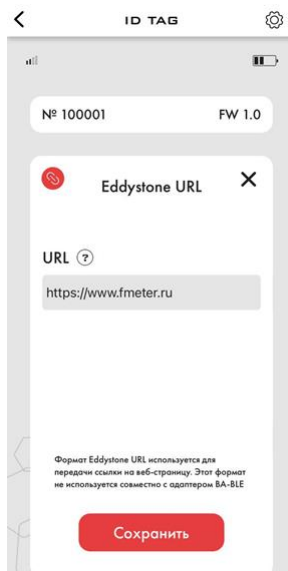 ID TAG
№ 100001 FW 1.0
Eddystone URL
URL ?
https://www.fmeter.ru
Формат Eddystone URL используется для
передачи ссылки на веб-страницу. Этот формат
не используется совместно с адаптером BA-BLE
Сохранить